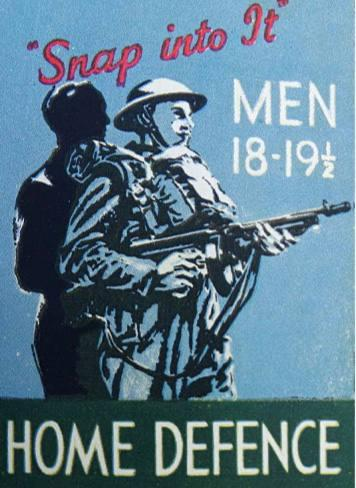 "Snap into It"
MEN
18-19½
HOME DEFENCE